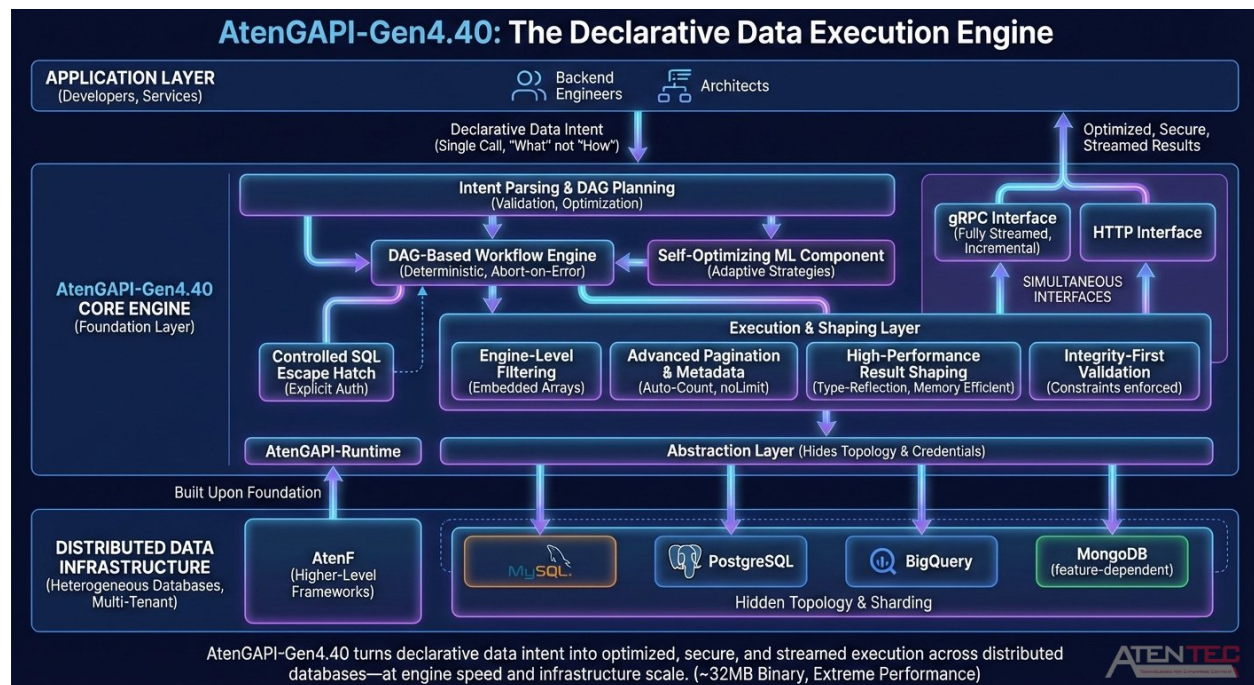 AtenGAPI-Gen4.40: The Declarative Data Execution Engine
APPLICATION LAYER
(Developers, Services)
Backend
Engineers
Architects
Declarative Data Intent
(Single Call, "What" not "How")
Optimized, Secure,
Streamed Results
AtenGAPI-Gen4.40
CORE ENGINE
(Foundation Layer)
Intent Parsing & DAG Planning
(Validation, Optimization)
DAG-Based Workflow Engine
(Deterministic, Abort-on-Error)
Self-Optimizing ML Component
(Adaptive Strategies)
gRPC Interface
(Fully Streamed,
Incremental)
HTTP Interface
SIMULTANEOUS
INTERFACES
Controlled SQL
Escape Hatch
(Explicit Auth)
Execution & Shaping Layer
Engine-Level
Filtering
(Embedded Arrays)
Advanced Pagination
& Metadata
(Auto-Count, noLimit)
High-Performance
Result Shaping
(Type-Reflection, Memory Efficient)
Integrity-First
Validation
(Constraints enforced)
AtenGAPI-Runtime
Abstraction Layer (Hides Topology & Credentials)
Built Upon Foundation
DISTRIBUTED DATA
INFRASTRUCTURE
(Heterogeneous Databases,
Multi-Tenant)
AtenF
(Higher-Level
Frameworks)
MySQL
PostgreSQL
BigQuery
MongoDB
(feature-dependent)
Hidden Topology & Sharding
AtenGAPI-Gen4.40 turns declarative data intent into optimized, secure, and streamed execution across distributed
databases—at engine speed and infrastructure scale. (~32MB Binary, Extreme Performance)
ATENTEC